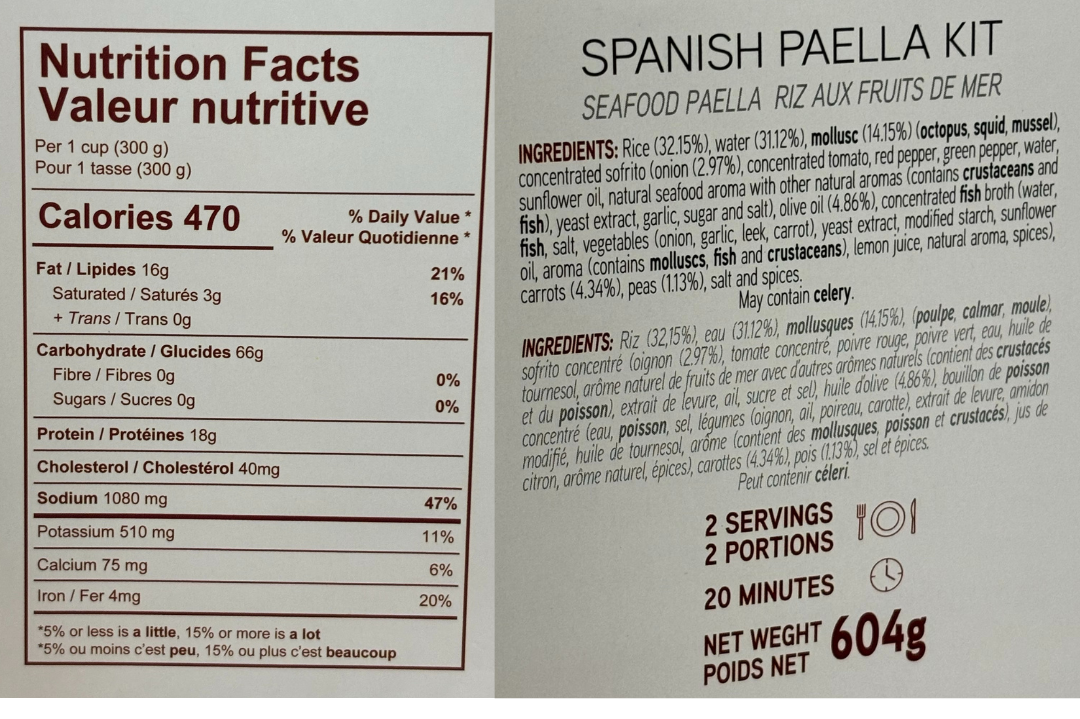 Nutrition Facts
Valeur nutritive
Per 1 cup (300 g)
Pour 1 tasse (300 g)
Calories 470
% Daily Value *
% Valeur Quotidienne *
Fat / Lipides 16g 21%
Saturated / Saturés 3g 16%
+ Trans / Trans 0g
Carbohydrate / Glucides 66g
Fibre / Fibres 0g 0%
Sugars / Sucres 0g 0%
Protein / Protéines 18g
Cholesterol / Cholestérol 40mg
Sodium 1080 mg 47%
Potassium 510 mg 11%
Calcium 75 mg 6%
Iron / Fer 4mg 20%
*5% or less is a little, 15% or more is a lot
*5% ou moins c'est peu, 15% ou plus c'est beaucoup
SPANISH PAELLA KIT
SEAFOOD PAELLA RIZ AUX FRUITS DE MER
INGREDIENTS: Rice (32.15%), water (31.12%), mollusc (14.15%) (octopus, squid, mussel),
concentrated sofrito (onion (2.97%), concentrated tomato, red pepper, green pepper, water,
sunflower oil, natural seafood aroma with other natural aromas (contains crustaceans and
fish), yeast extract, garlic, sugar and salt), olive oil (4.86%), concentrated fish broth (water,
fish, salt, vegetables (onion, garlic, leek, carrot), yeast extract, modified starch, sunflower
oil, aroma (contains molluscs, fish and crustaceans), lemon juice, natural aroma, spices),
carrots (4.34%), peas (1.13%), salt and spices.
May contain celery.
INGREDIENTS: Riz (32,15%), eau (31.12%), mollusques (14.15%), (poulpe, calmar, moule),
sofrito concentré (oignon (2.97%), tomate concentré, poivre rouge, poivre vert, eau, huile de
tournesol, arôme naturel de fruits de mer avec d'autres arômes naturels (contient des crustacés
et du poisson), extrait de levure, ail, sucre et sel), huile d'olive (4.86%), bouillon de poisson
concentré (eau, poisson, sel, légumes (oignon, ail, poireau, carotte), extrait de levure, amidon
modifié, huile de tournesol, arôme (contient des mollusques, poisson et crustacés), jus de
citron, arôme naturel, épices), carottes (4.34%), pois (1.13%), sel et épices.
Peut contenir céleri.
2 SERVINGS
2 PORTIONS
20 MINUTES
NET WEGHT 604g
POIDS NET